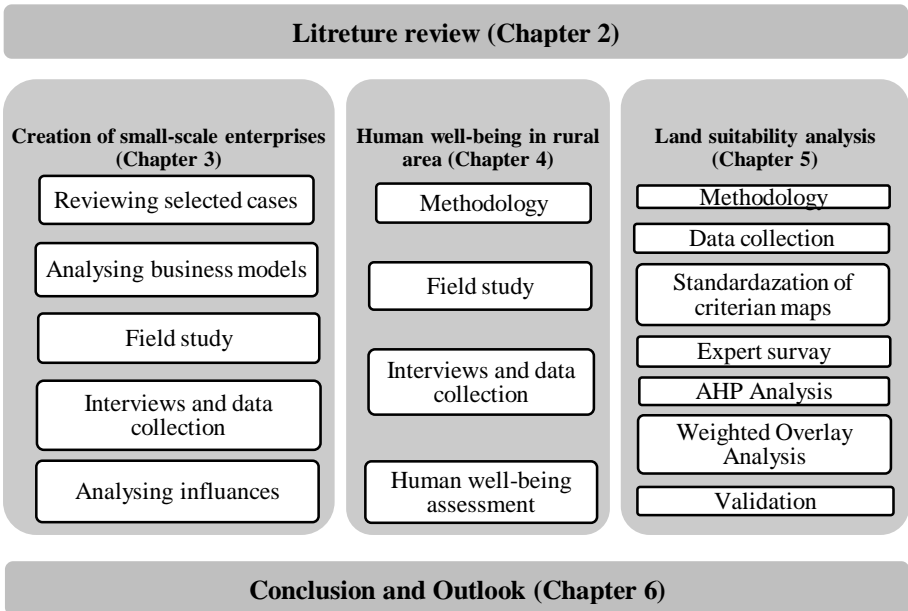 Litreture review (Chapter 2)
Creation of small-scale enterprises
(Chapter 3)
Reviewing selected cases
Analysing business models
Field study
Interviews and data
collection
Analysing influences
Human well-being in rural
area (Chapter 4)
Methodology
Field study
Interviews and data
collection
Human well-being
assessment
Land suitability analysis
(Chapter 5)
Methodology
Data collection
Standardazation of
criterian maps
Expert survay
AHP Analysis
Weighted Overlay
Analysis
Validation
Conclusion and Outlook (Chapter 6)